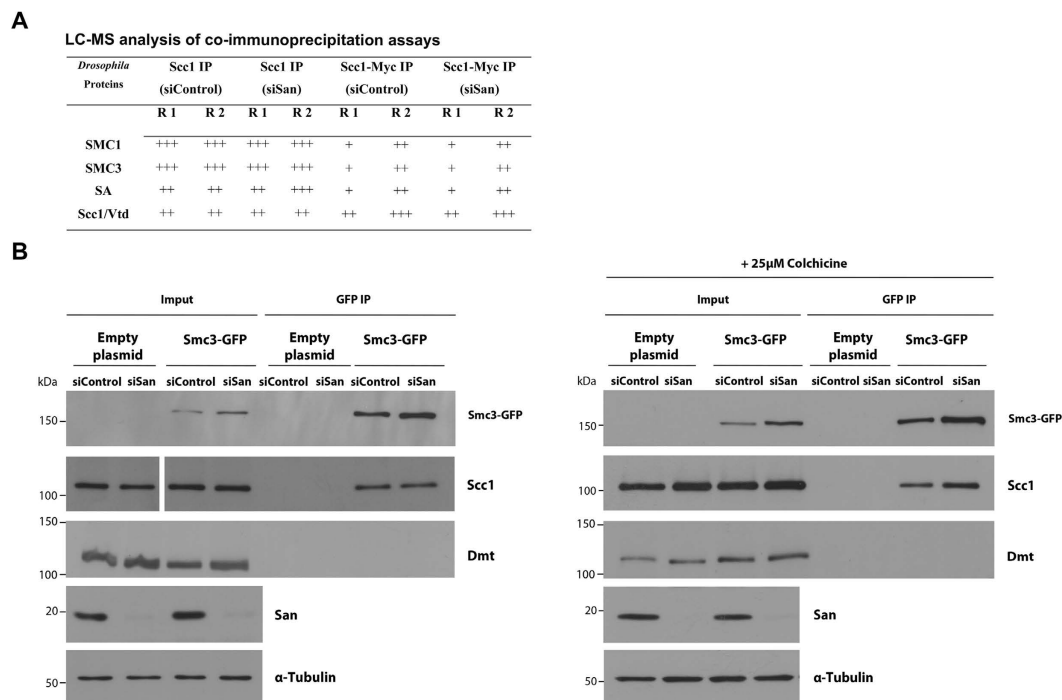 A
LC-MS analysis of co-immunoprecipitation assays
Drosophila Scc1 IP Scc1 IP Scc1-Myc IP Scc1-Myc IP
Proteins (siControl) (siSan) (siControl) (siSan)
R 1 R 2 R 1 R 2 R 1 R 2 R 1 R 2
SMC1 +++ +++ +++ +++ + ++ + ++
SMC3 +++ +++ +++ +++ + ++ + ++
SA ++ ++ ++ +++ + ++ + ++
Scc1/Vtd ++ ++ ++ ++ ++ +++ ++ +++
B
Imput GFP IP
Empty plasmid Smc3-GFP Empty plasmid Smc3-GFP
kDa siControl siSan siControl siSan siControl siSan siControl siSan
150 Smc3-GFP
100 Scc1
150
Dmt
100
20 San
50 α-Tubulin
+ 25µM Colchicine
Imput GFP IP
Empty plasmid Smc3-GFP Empty plasmid Smc3-GFP
kDa siControl siSan siControl siSan siControl siSan siControl siSan
150 Smc3-GFP
100 Scc1
150
Dmt
100
20 San
50 α-Tubulin